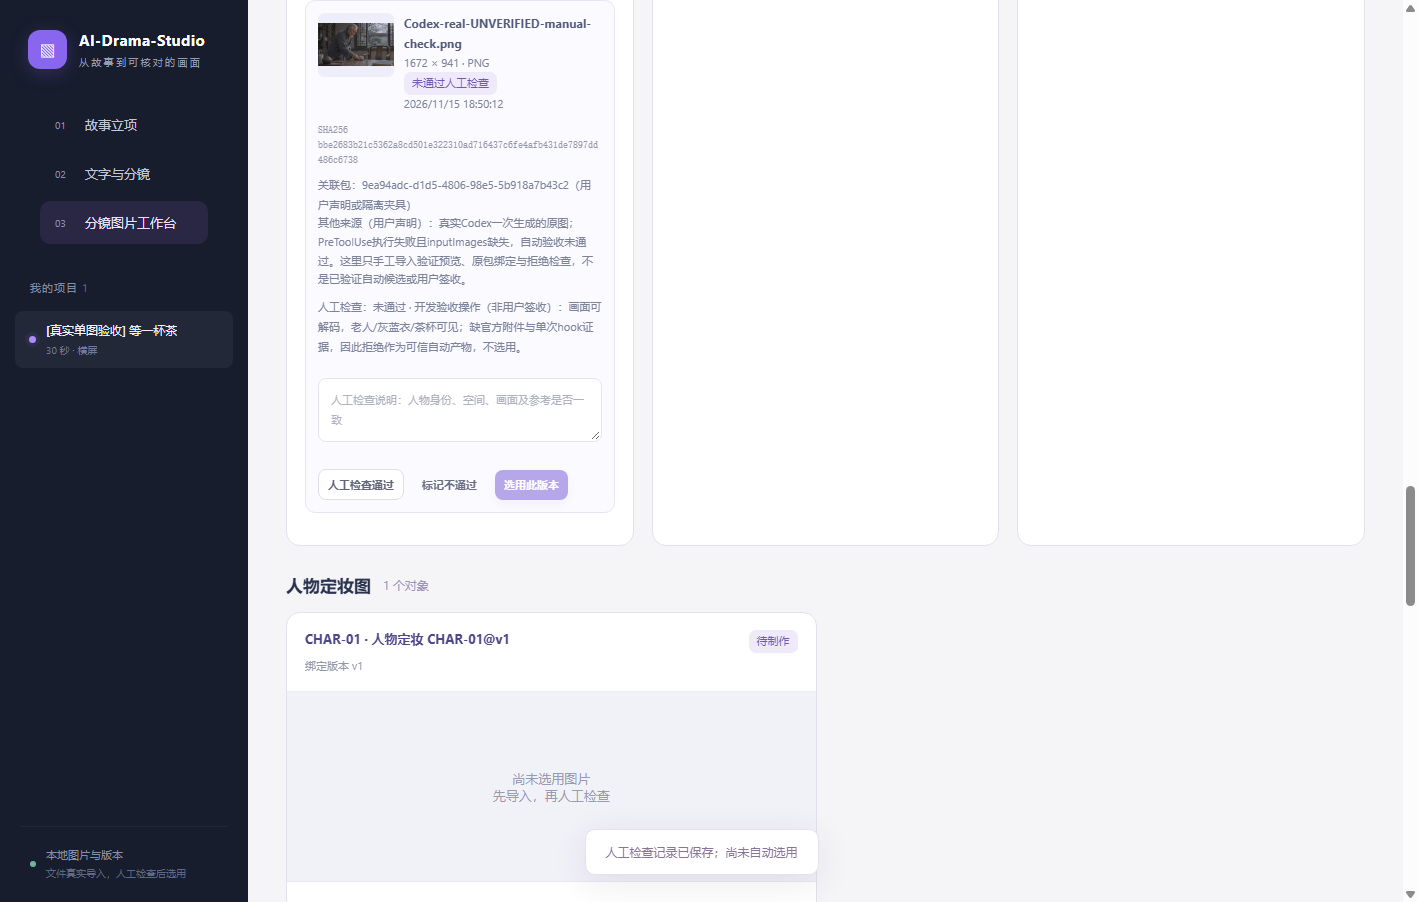 AI-Drama-Studio
从故事到可核对的画面
01 故事立项
02 文字与分镜
03 分镜图片工作台
我的项目 1
[真实单图验收] 等一杯茶
30 秒 · 横屏
本地图片与版本
文件真实导入，人工检查后选用
Codex-real-UNVERIFIED-manual-
check.png
1672 × 941 · PNG
未通过人工检查
2026/11/15 18:50:12
SHA256
bbe2683b21c5362a8cd501e322310ad716437c6fe4afb431de7897dd
486c6738
关联包：9ea94adc-d1d5-4806-98e5-5b918a7b43c2（用
户声明或隔离夹具）
其他来源（用户声明）：真实Codex一次生成的原图；
PreToolUse执行失败且inputImages缺失，自动验收未通
过。这里只手工导入验证预览、原包绑定与拒绝检查，不
是已验证自动候选或用户签收。
人工检查：未通过 · 开发验收操作（非用户签收）：画面可
解码，老人/灰蓝衣/茶杯可见；缺官方附件与单次hook证
据，因此拒绝作为可信自动产物，不选用。
人工检查说明：人物身份、空间、画面及参考是否一
致
人工检查通过 标记不通过 选用此版本
人物定妆图 1 个对象
CHAR-01 · 人物定妆 CHAR-01@v1
待制作
绑定版本 v1
尚未选用图片
先导入，再人工检查
人工检查记录已保存；尚未自动选用